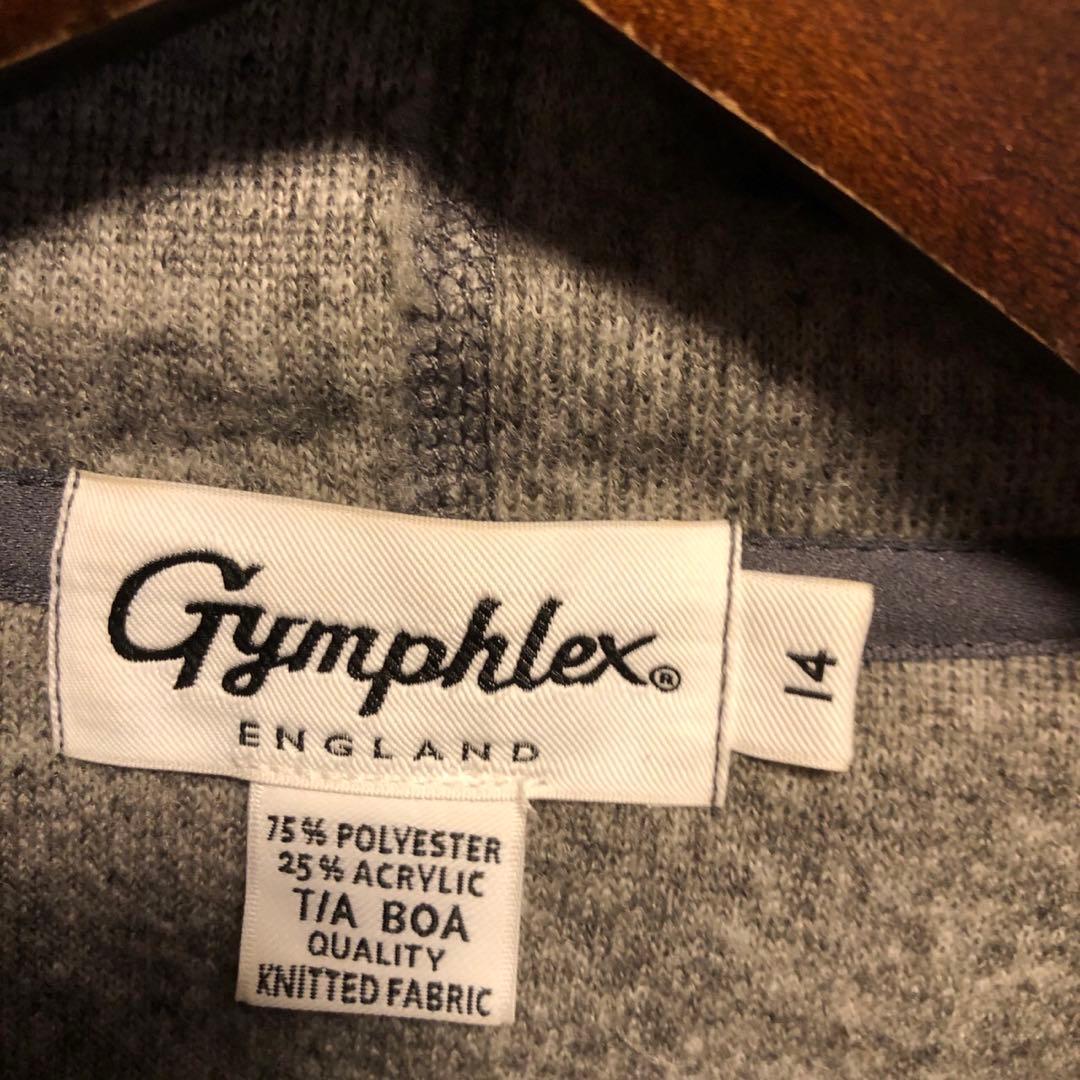 Gymphlex®
ENGLAND
14
75% POLYESTER
25% ACRYLIC
T/A BOA
QUALITY
KNITTED FABRIC